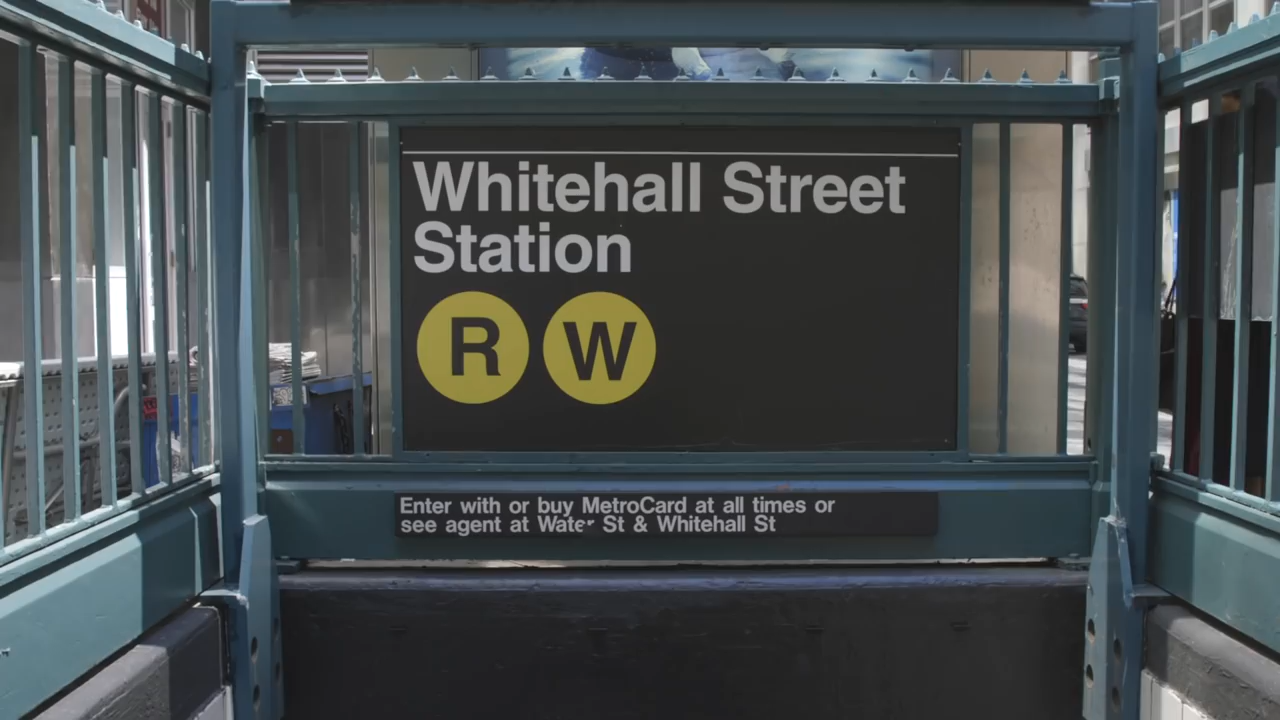 Whitehall Street
Station
R W
Enter with or buy MetroCard at all times or
see agent at Water St & Whitehall St